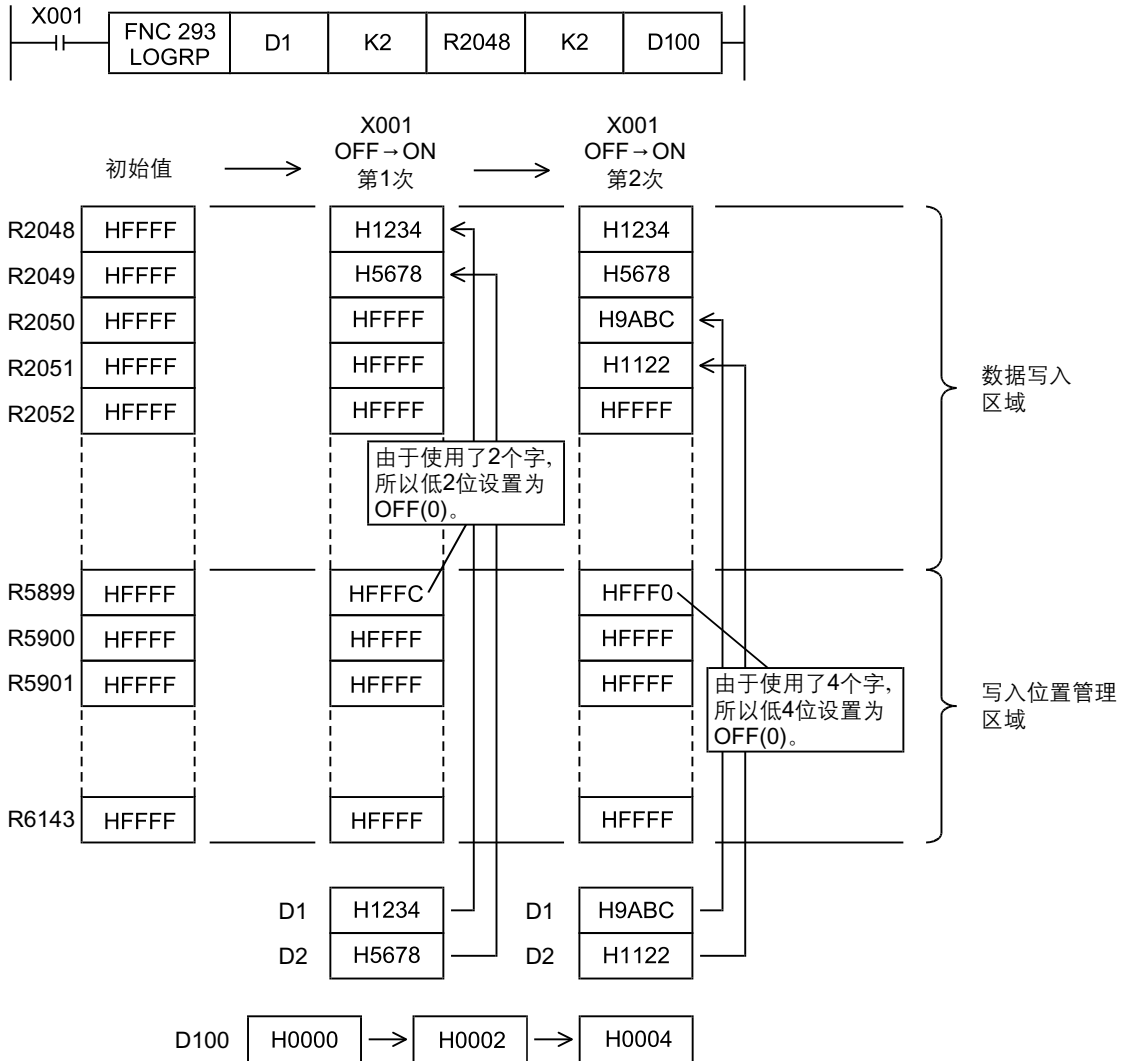 X001
FNC 293 D1 K2 R2048 K2 D100
LOGRP
X001 X001
OFF→ON OFF→ON
初始值 第1次 第2次
R2048 HFFFF H1234 H1234
R2049 HFFFF H5678 H5678
R2050 HFFFF HFFFF H9ABC
R2051 HFFFF HFFFF H1122
R2052 HFFFF HFFFF HFFFF
数据写入
区域
由于使用了2个字,
所以低2位设置为
OFF(0)。
R5899 HFFFF HFFFC HFFF0
R5900 HFFFF HFFFF HFFFF
R5901 HFFFF HFFFF HFFFF
由于使用了4个字,
所以低4位设置为
OFF(0)。
写入位置管理
区域
R6143 HFFFF HFFFF HFFFF
D1 H1234 D1 H9ABC
D2 H5678 D2 H1122
D100 H0000 → H0002 → H0004